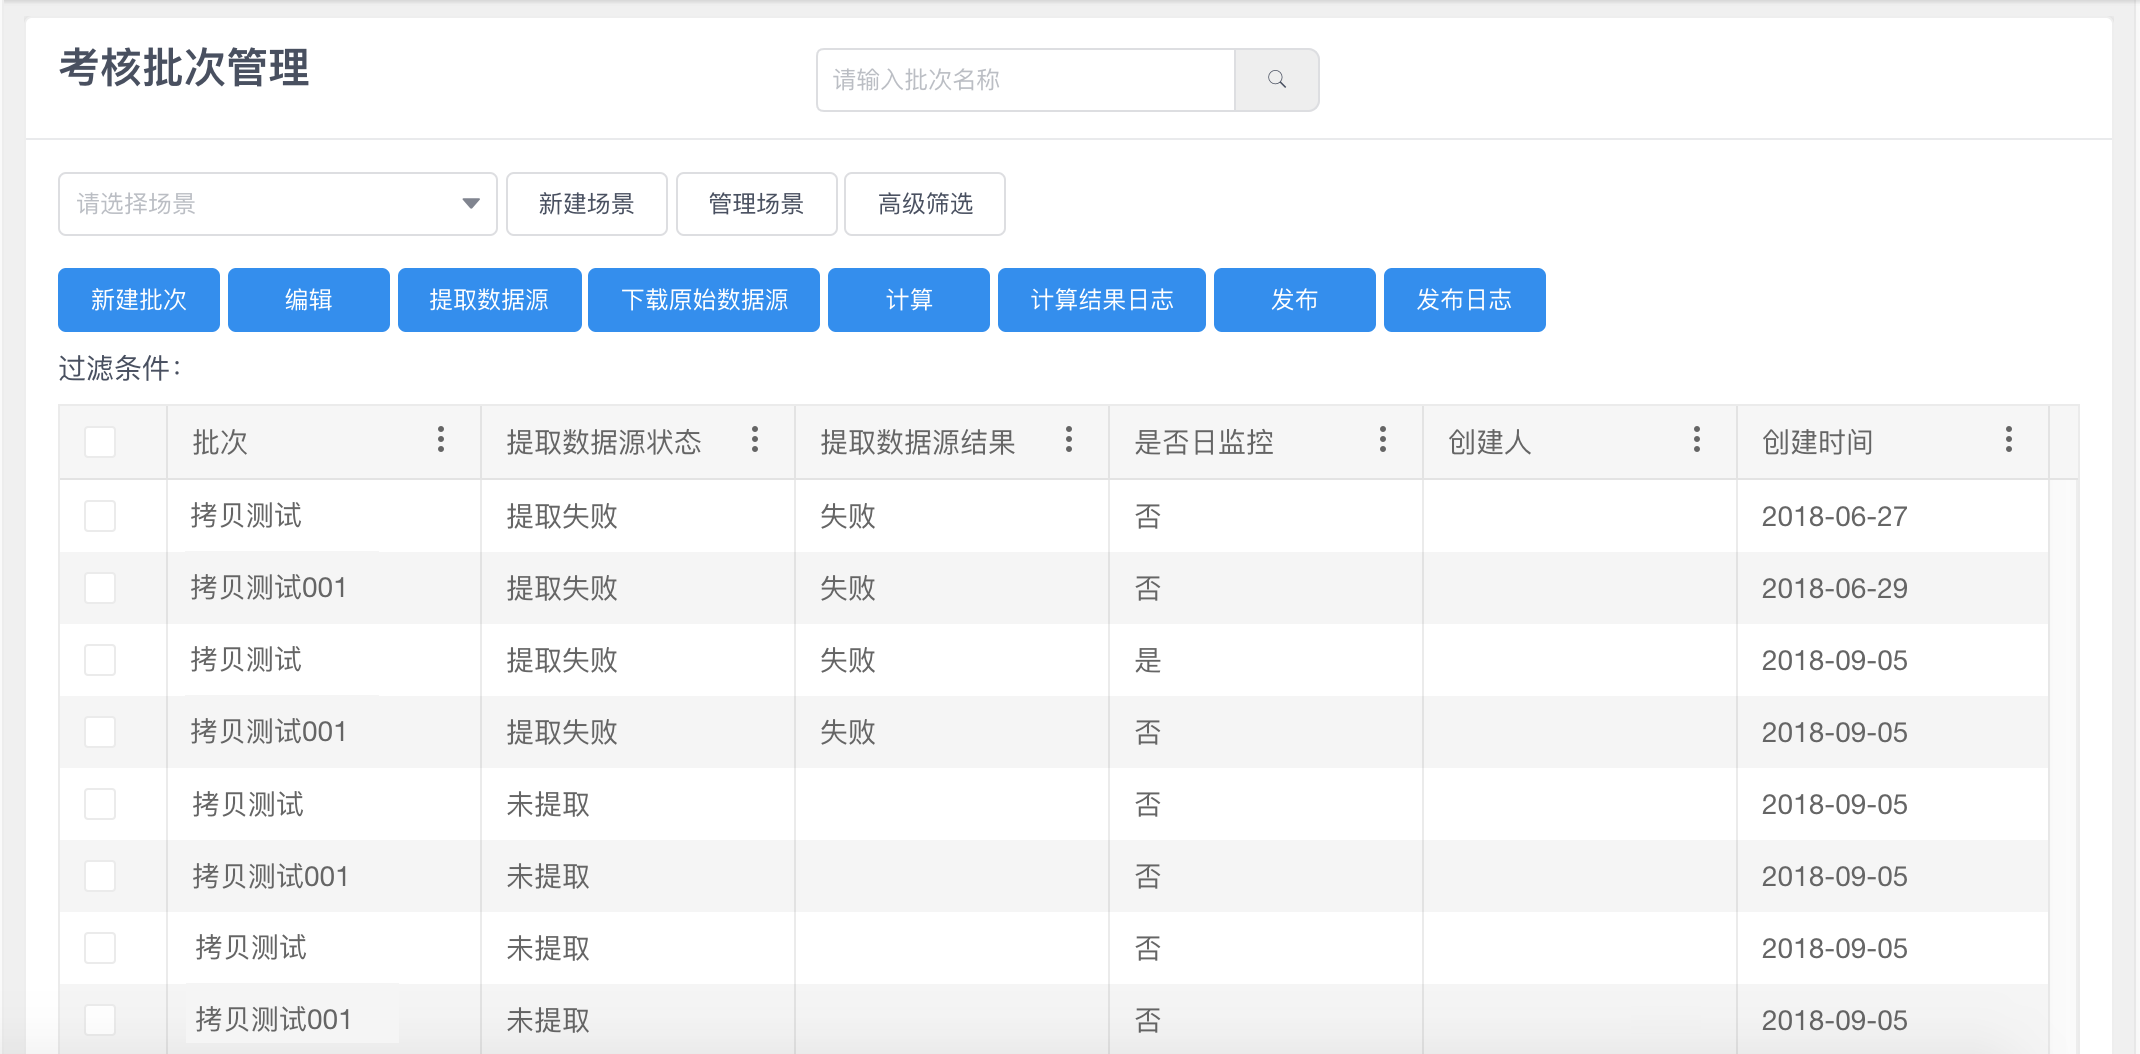 考核批次管理
请输入批次名称
请选择场景 新建场景 管理场景 高级筛选
新建批次 编辑 提取数据源 下载原始数据源 计算 计算结果日志 发布 发布日志
过滤条件：
批次 提取数据源状态 提取数据源结果 是否日监控 创建人 创建时间
拷贝测试 提取失败 失败 否 2018-06-27
拷贝测试001 提取失败 失败 否 2018-06-29
拷贝测试 提取失败 失败 是 2018-09-05
拷贝测试001 提取失败 失败 否 2018-09-05
拷贝测试 未提取 否 2018-09-05
拷贝测试001 未提取 否 2018-09-05
拷贝测试 未提取 否 2018-09-05
拷贝测试001 未提取 否 2018-09-05